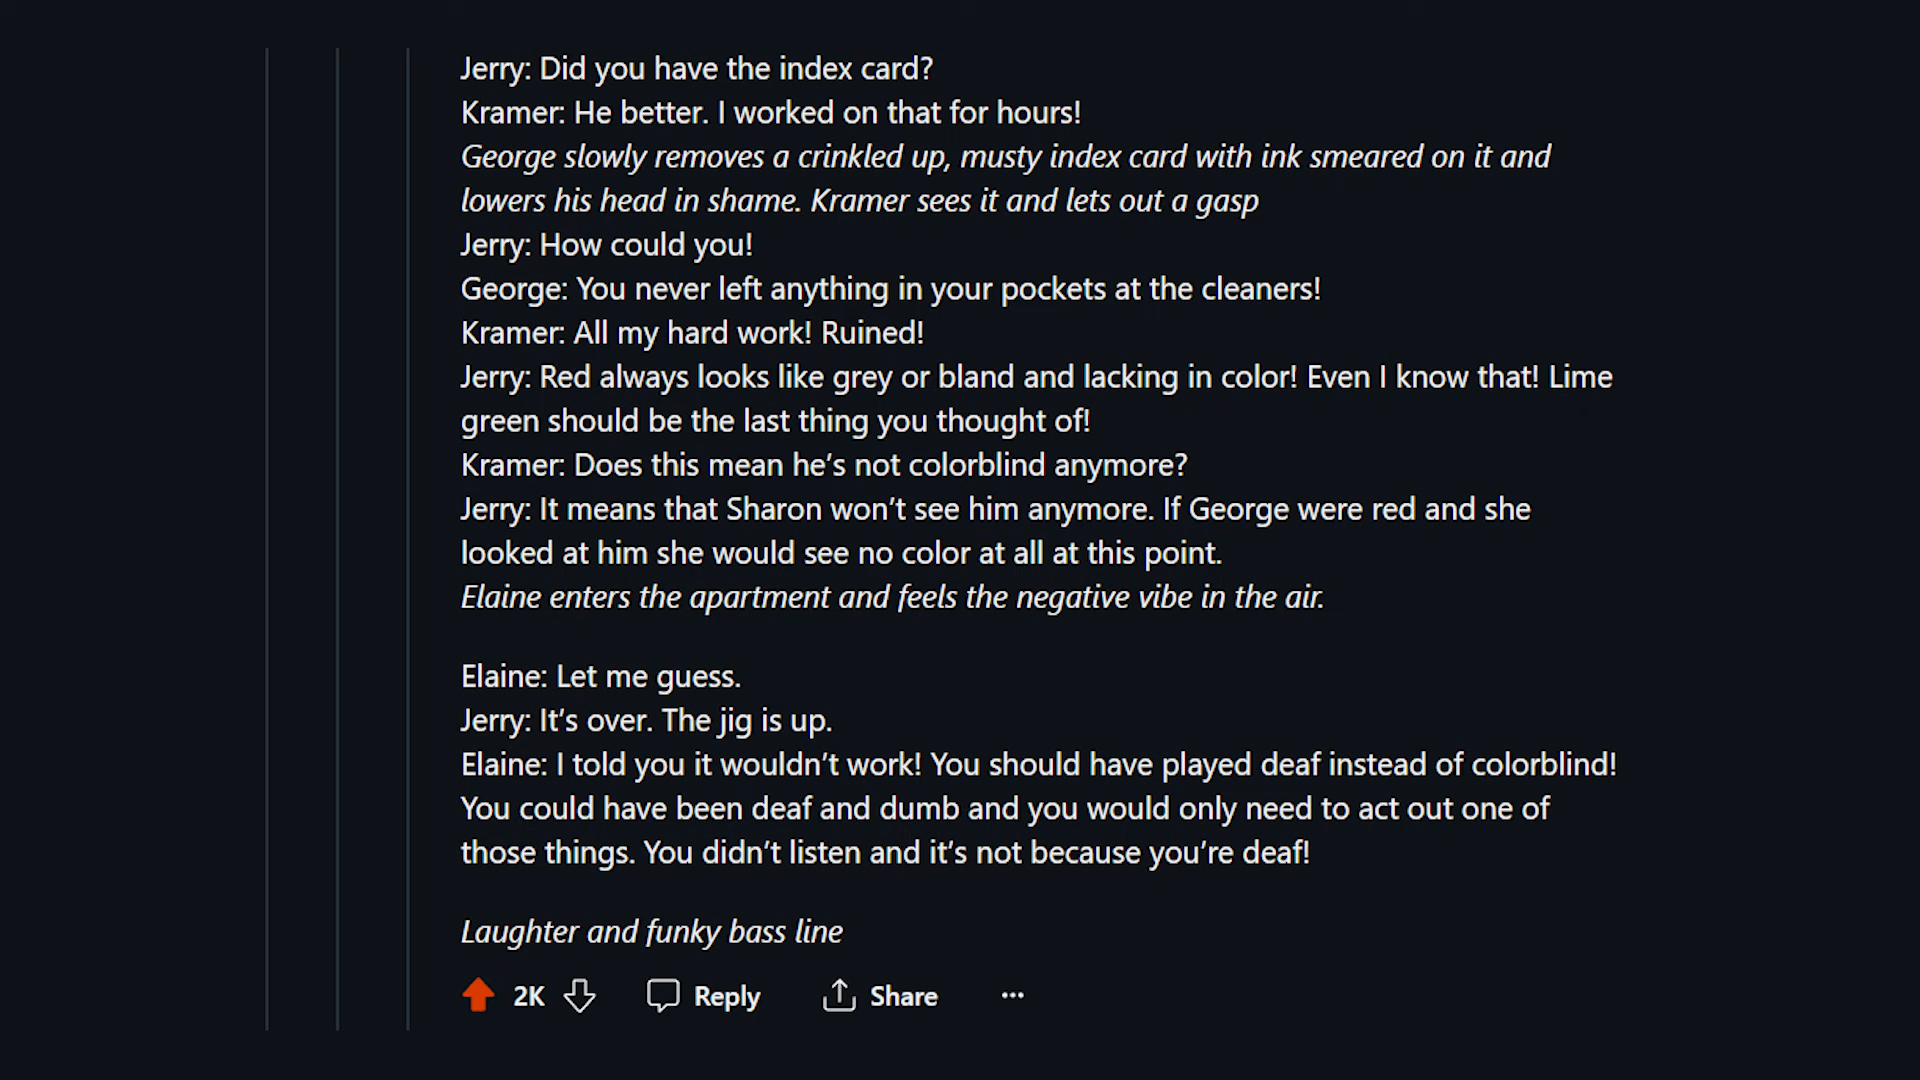 Jerry: Did you have the index card?
Kramer: He better. I worked on that for hours!
George slowly removes a crinkled up, musty index card with ink smeared on it and
lowers his head in shame. Kramer sees it and lets out a gasp
Jerry: How could you!
George: You never left anything in your pockets at the cleaners!
Kramer: All my hard work! Ruined!
Jerry: Red always looks like grey or bland and lacking in color! Even I know that! Lime
green should be the last thing you thought of!
Kramer: Does this mean he’s not colorblind anymore?
Jerry: It means that Sharon won’t see him anymore. If George were red and she
looked at him she would see no color at all at this point.
Elaine enters the apartment and feels the negative vibe in the air.
Elaine: Let me guess.
Jerry: It’s over. The jig is up.
Elaine: I told you it wouldn’t work! You should have played deaf instead of colorblind!
You could have been deaf and dumb and you would only need to act out one of
those things. You didn’t listen and it’s not because you’re deaf!
Laughter and funky bass line
2K Reply Share ···